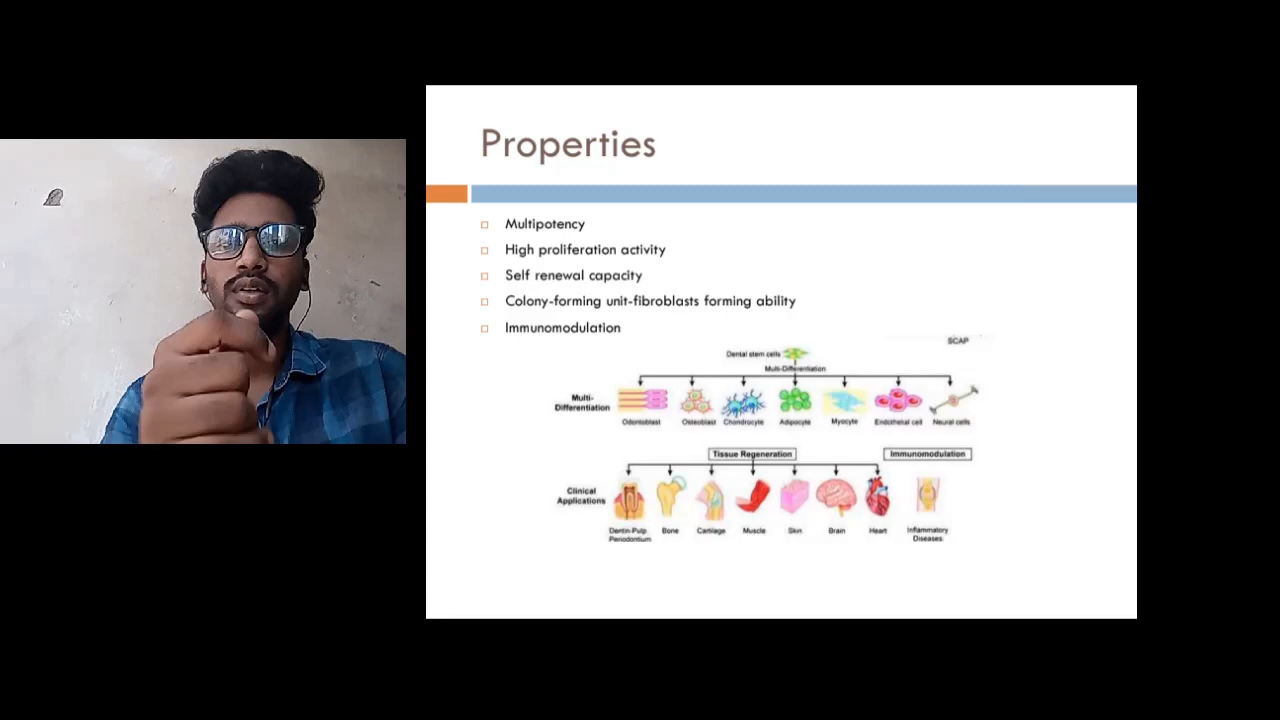 Properties
Multipotency
High proliferation activity
Self renewal capacity
Colony-forming unit-fibroblasts forming ability
Immunomodulation
SCAP
Dental stem cells
Multi-Differentiation
Multi-
Differentiation
Odontoblast Osteoblast Chondrocyte Adipocyte Myocyte Endothelial cell Neural cells
Tissue Regeneration Immunomodulation
Clinical
Applications
Dentin-Pulp Bone Cartilage Muscle Skin Brain Heart Inflammatory
Periodontium Diseases